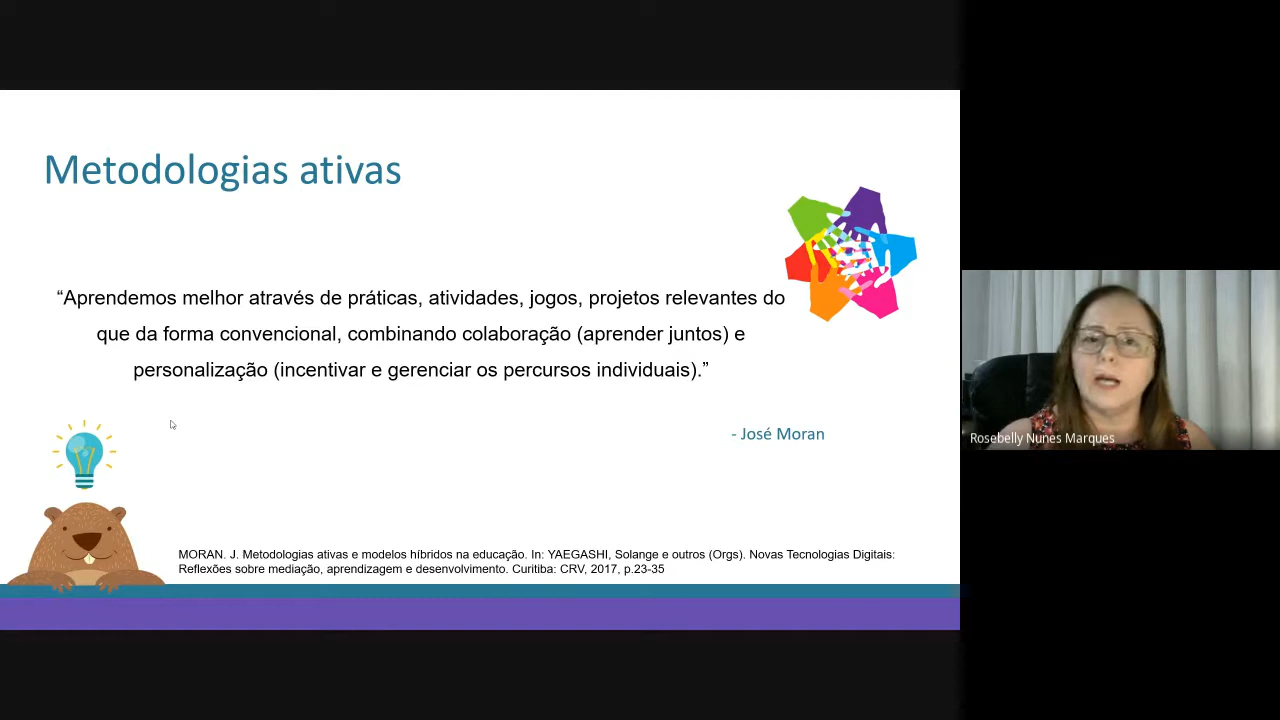 Metodologias ativas
“Aprendemos melhor através de práticas, atividades, jogos, projetos relevantes do
que da forma convencional, combinando colaboração (aprender juntos) e
personalização (incentivar e gerenciar os percursos individuais).”
- José Moran
Rosebelly Nunes Marques
MORAN. J. Metodologias ativas e modelos híbridos na educação. In: YAEGASHI, Solange e outros (Orgs). Novas Tecnologias Digitais:
Reflexões sobre mediação, aprendizagem e desenvolvimento. Curitiba: CRV, 2017, p.23-35